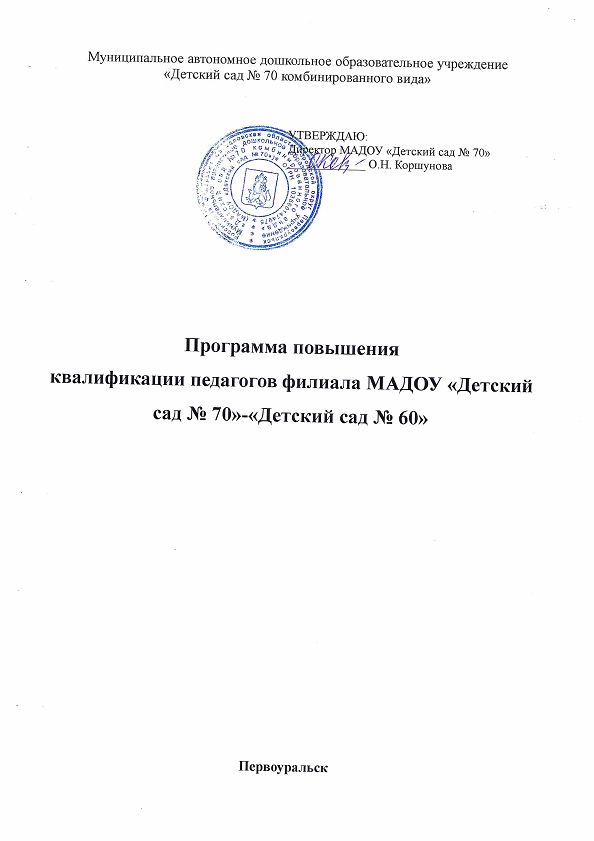 Муниципальное автономное дошкольное образовательное учреждение
«Детский сад № 70 комбинированного вида»
УТВЕРЖДАЮ:
Директор МАДОУ «Детский сад № 70»
О.Н. Коршунова
Программа повышения
квалификации педагогов филиала МАДОУ «Детский
сад № 70»-«Детский сад № 60»
Первоуральск